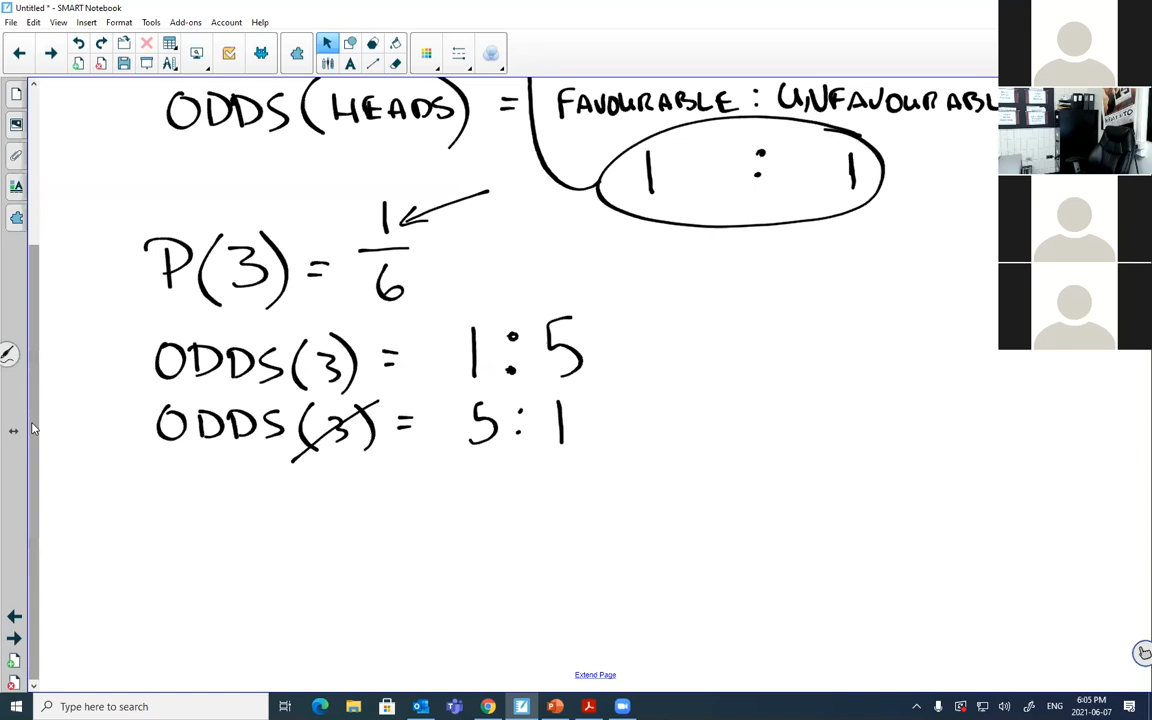 Untitled * - SMART Notebook
File Edit View Insert Format Tools Add-ons Account Help
ODDS(HEADS) = FAVOURABLE : UNFAVOURABL
1 : 1
P(3) = 1/6
ODDS(3) = 1 : 5
ODDS(3) = 5 : 1
Extend Page
Type here to search
ENG
6:05 PM
2021-06-07